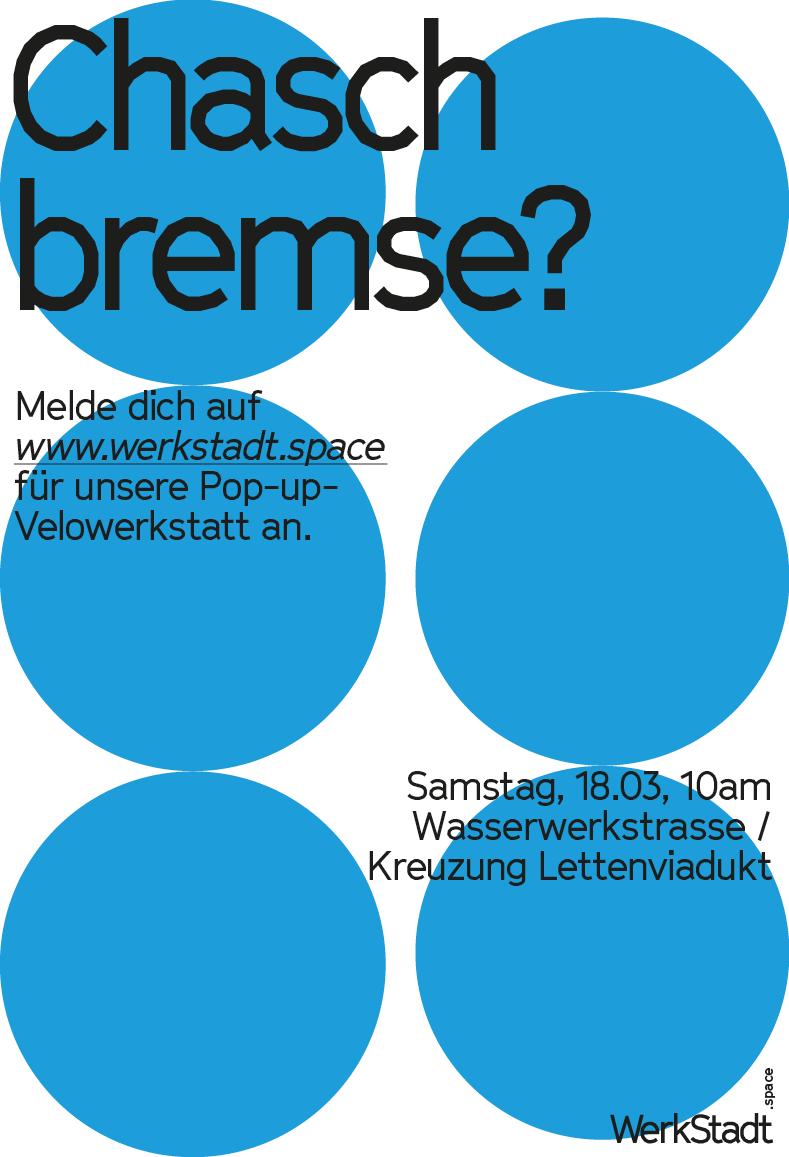 Chasch
bremse?
Melde dich auf
www.werkstadt.space
für unsere Pop-up-
Velowerkstatt an.
Samstag, 18.03, 10am
Wasserwerkstrasse /
Kreuzung Lettenviadukt
WerkStadt
.space